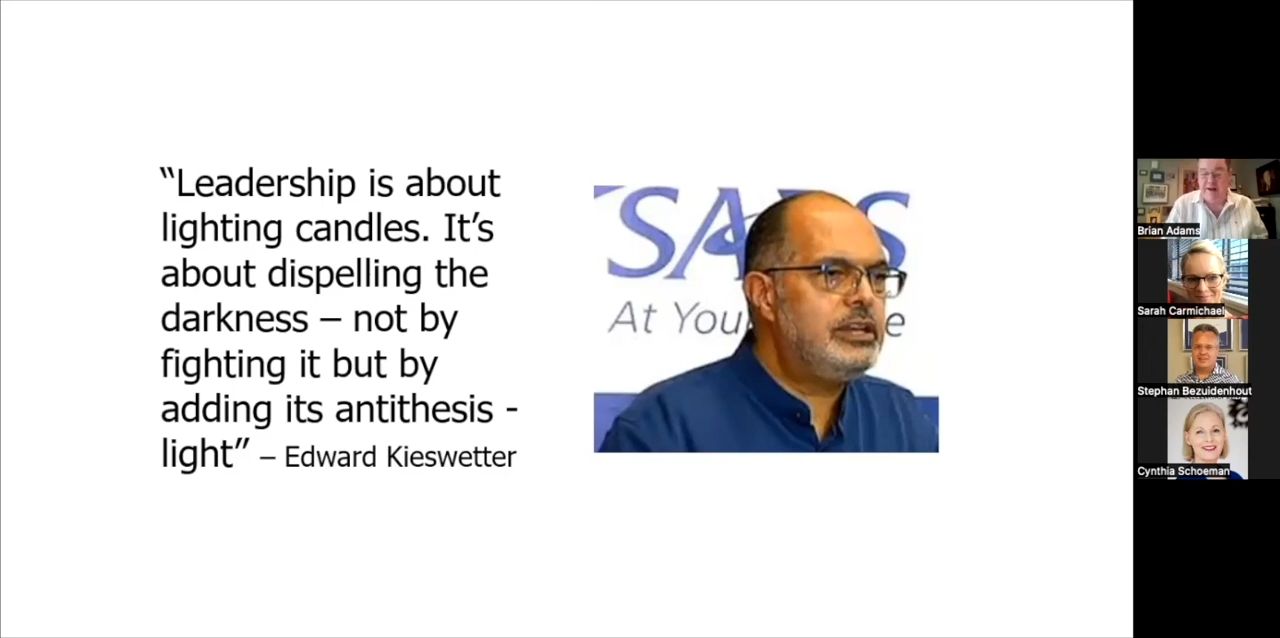 “Leadership is about
lighting candles. It’s
about dispelling the
darkness – not by
fighting it but by
adding its antithesis -
light” – Edward Kieswetter
At You
e
Brian Adams
Sarah Carmichael
Stephan Bezuidenhout
Cynthia Schoeman